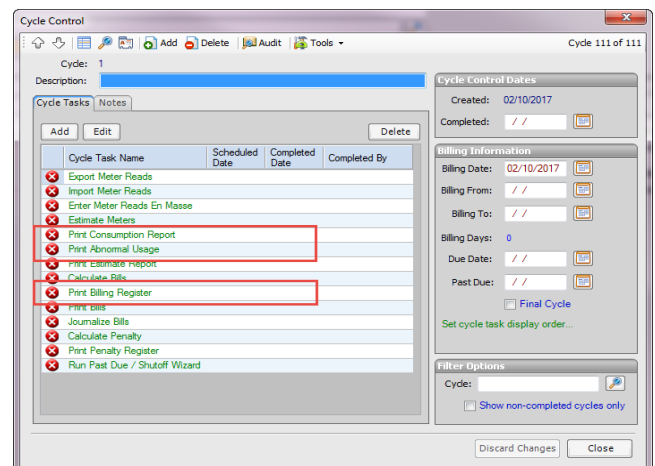 Cycle Control
Add Delete Audit Tools Cycle 111 of 111
Cycle: 1
Description:
Cycle Tasks Notes
Add Edit Delete
Cycle Task Name Scheduled Date Completed Date Completed By
Export Meter Reads
Import Meter Reads
Enter Meter Reads En Masse
Estimate Meters
Print Consumption Report
Print Abnormal Usage
Print Estimate Report
Calculate Bills
Print Billing Register
Print Bills
Journalize Bills
Calculate Penalty
Print Penalty Register
Run Past Due / Shutoff Wizard
Cycle Control Dates
Created: 02/10/2017
Completed: / /
Billing Information
Billing Date: 02/10/2017
Billing From: / /
Billing To: / /
Billing Days: 0
Due Date: / /
Past Due: / /
Final Cycle
Set cycle task display order...
Filter Options
Cycle:
Show non-completed cycles only
Discard Changes Close